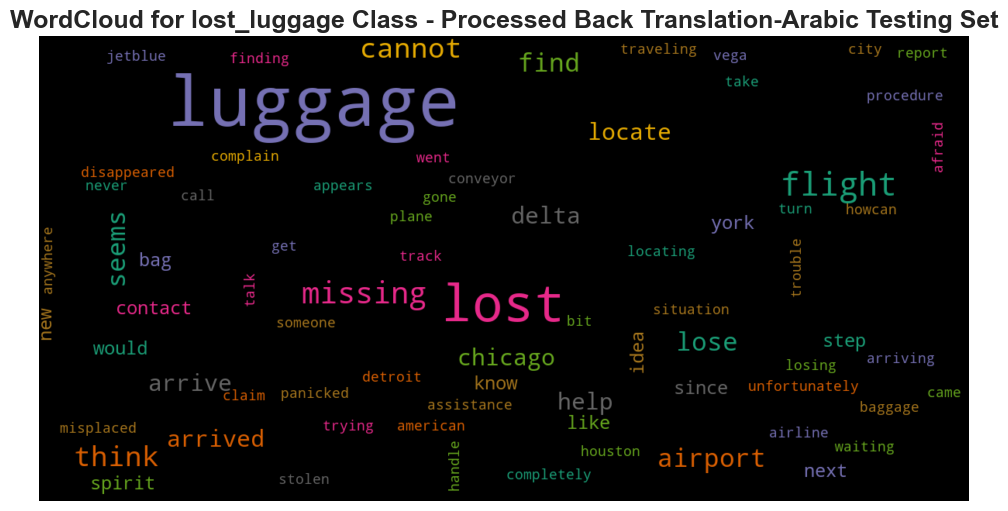 WordCloud for lost_luggage Class - Processed Back Translation-Arabic Testing Set
jetblue
finding
cannot
find
traveling
vega
city
report
luggage
take
procedure
locate
afraid
complain
went
disappeared
never
call
appears
conveyor
gone
flight
turn
howcan
plane
delta
york
seems
bag
get
track
locating
trouble
anywhere
new
talk
missing
lost
contact
someone
bit
situation
would
idea
lose
step
chicago
losing
arriving
arrive
claim
panicked
detroit
know
assistance
help
since
unfortunately
came
baggage
misplaced
arrived
trying
american
like
airline
waiting
think
handle
houston
airport
next
spirit
stolen
completely